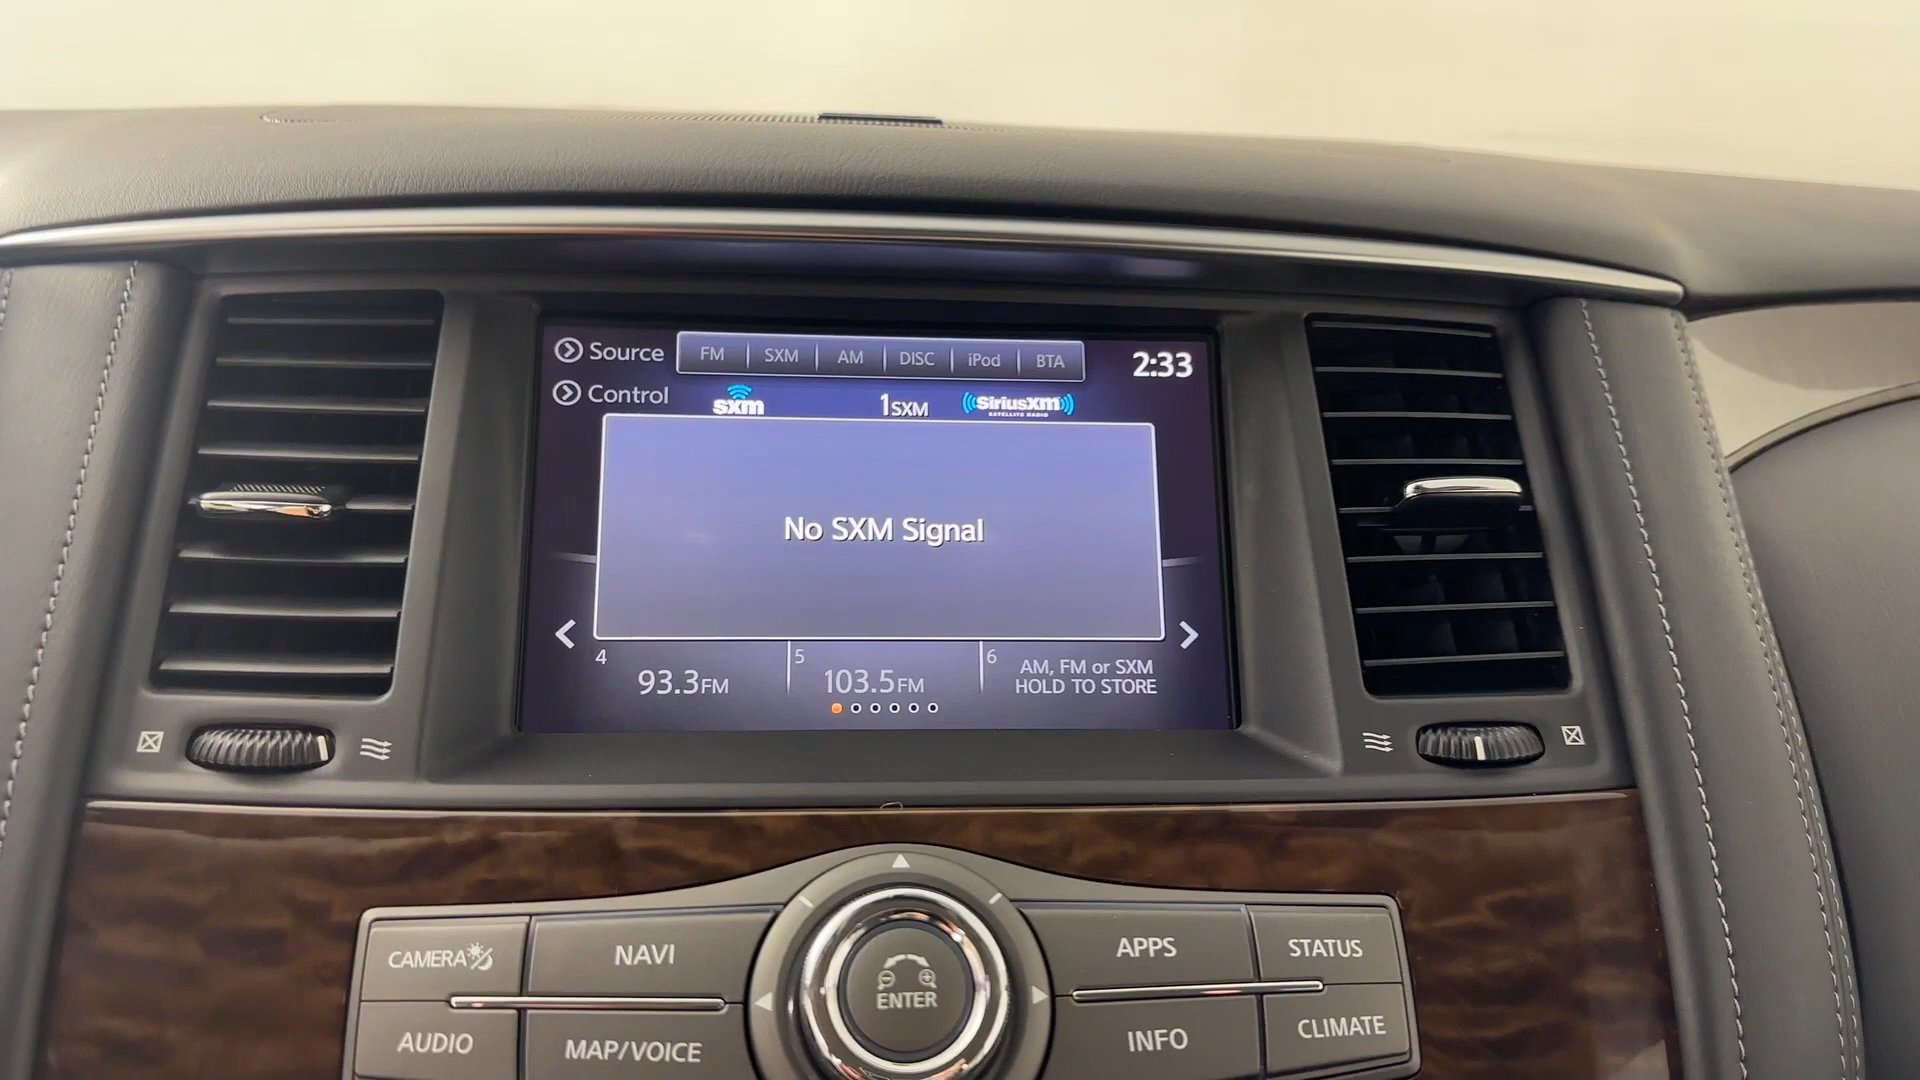 Source FM SXM AM DISC iPod BTA 2:33
Control sxm 1SXM SiriusXM
SATELLITE RADIO
No SXM Signal
4 93.3FM 5 103.5FM 6 AM, FM or SXM
HOLD TO STORE
CAMERA NAVI APPS STATUS
ENTER
AUDIO MAP/VOICE INFO CLIMATE